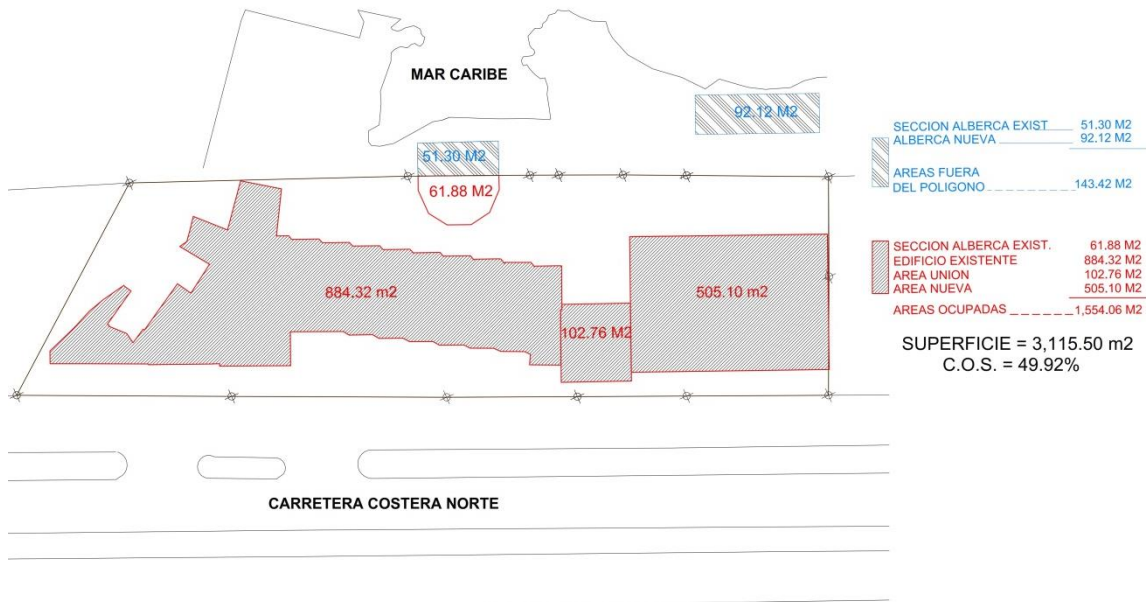 MAR CARIBE
92.12 M2
51.30 M2
61.88 M2
884.32 m2
102.76 M2
505.10 m2
CARRETERA COSTERA NORTE
SECCION ALBERCA EXIST 51.30 M2
ALBERCA NUEVA 92.12 M2
AREAS FUERA
DEL POLIGONO 143.42 M2
SECCION ALBERCA EXIST. 61.88 M2
EDIFICIO EXISTENTE 884.32 M2
AREA UNION 102.76 M2
AREA NUEVA 505.10 M2
AREAS OCUPADAS 1,554.06 M2
SUPERFICIE = 3,115.50 m2
C.O.S. = 49.92%